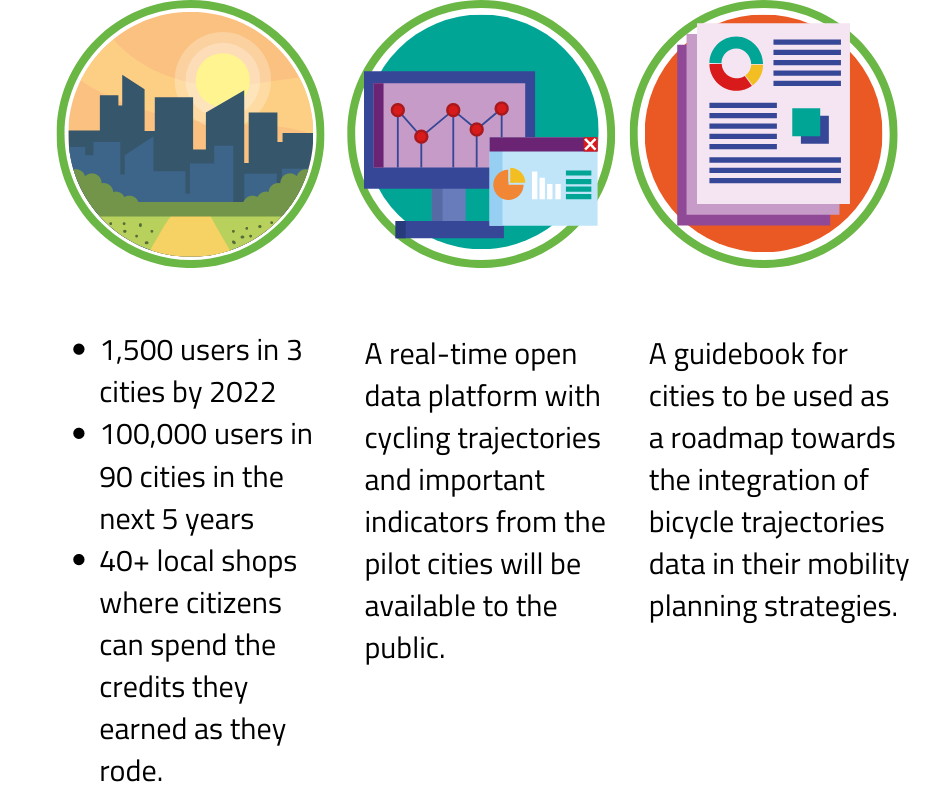 • 1,500 users in 3
cities by 2022
• 100,000 users in
90 cities in the
next 5 years
• 40+ local shops
where citizens
can spend the
credits they
earned as they
rode.
A real-time open
data platform with
cycling trajectories
and important
indicators from the
pilot cities will be
available to the
public.
A guidebook for
cities to be used as
a roadmap towards
the integration of
bicycle trajectories
data in their mobility
planning strategies.